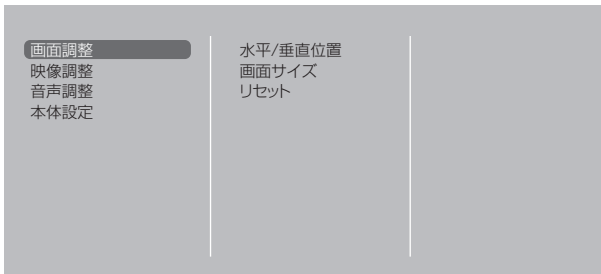 画面調整
映像調整
音声調整
本体設定
水平/垂直位置
画面サイズ
リセット